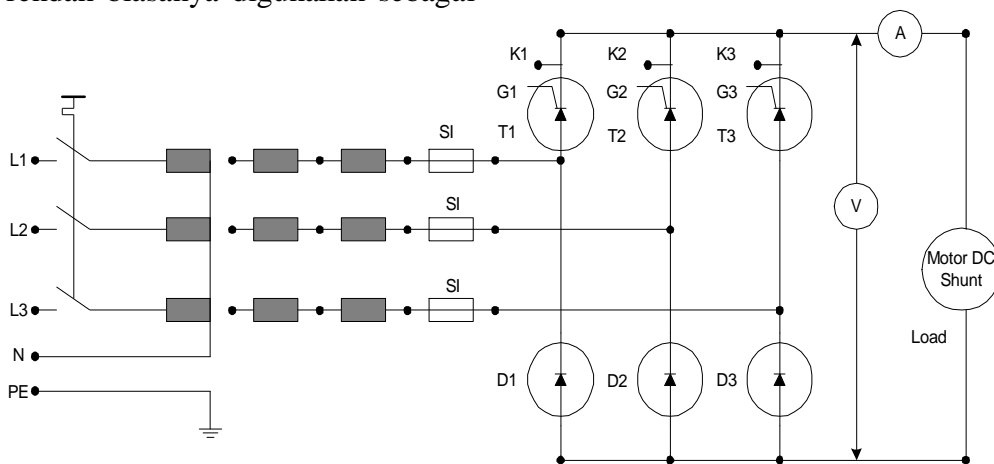 rendah biasanya digunakan sebagai
A
K1 K2 K3
G1 G2 G3
T1 T2 T3
SI
L1
SI
L2
V
SI
L3
Motor DC
Shunt
Load
N
D1 D2 D3
PE